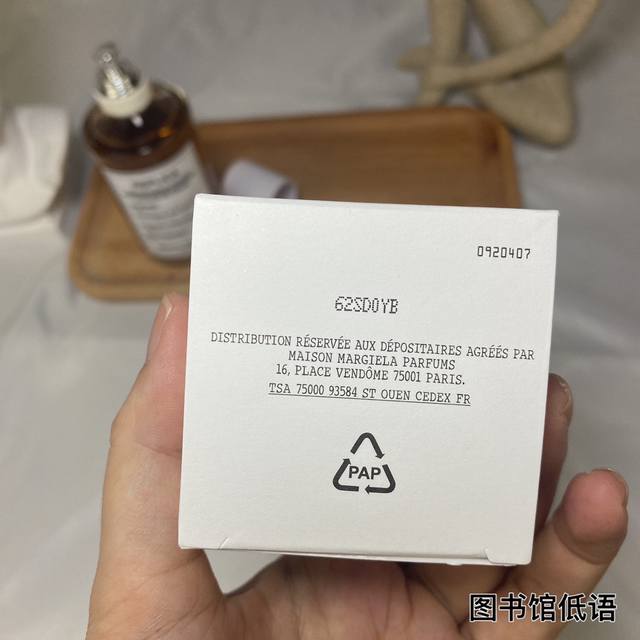 0920407
62SD0YB
DISTRIBUTION RÉSERVÉE AUX DÉPOSITAIRES AGRÉÉS PAR
MAISON MARGIELA PARFUMS
16, PLACE VENDÔME 75001 PARIS.
TSA 75000 93584 ST OUEN CEDEX FR
PAP
图书馆低语